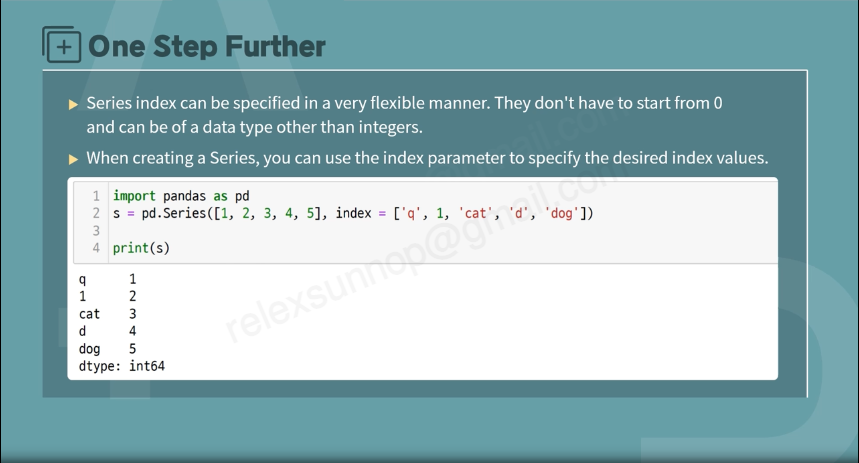 One Step Further
Series index can be specified in a very flexible manner. They don't have to start from 0
and can be of a data type other than integers.
When creating a Series, you can use the index parameter to specify the desired index values.
1 import pandas as pd
2 s = pd.Series([1, 2, 3, 4, 5], index = ['q', 1, 'cat', 'd', 'dog'])
3
4 print(s)
q 1
1 2
cat 3
d 4
dog 5
dtype: int64
relexsunnop@gmail.com